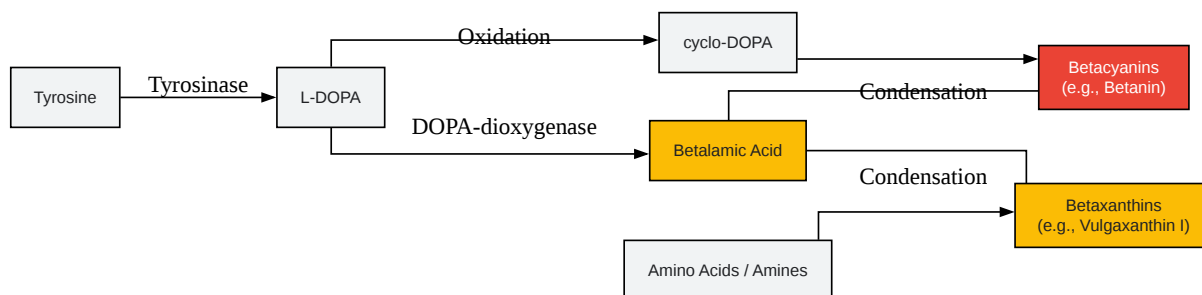 Oxidation
cyclo-DOPA
Tyrosine
Tyrosinase
L-DOPA
Betacyanins
(e.g., Betanin)
Condensation
DOPA-dioxygenase
Betalamic Acid
Condensation
Betaxanthins
(e.g., Vulgaxanthin I)
Amino Acids / Amines